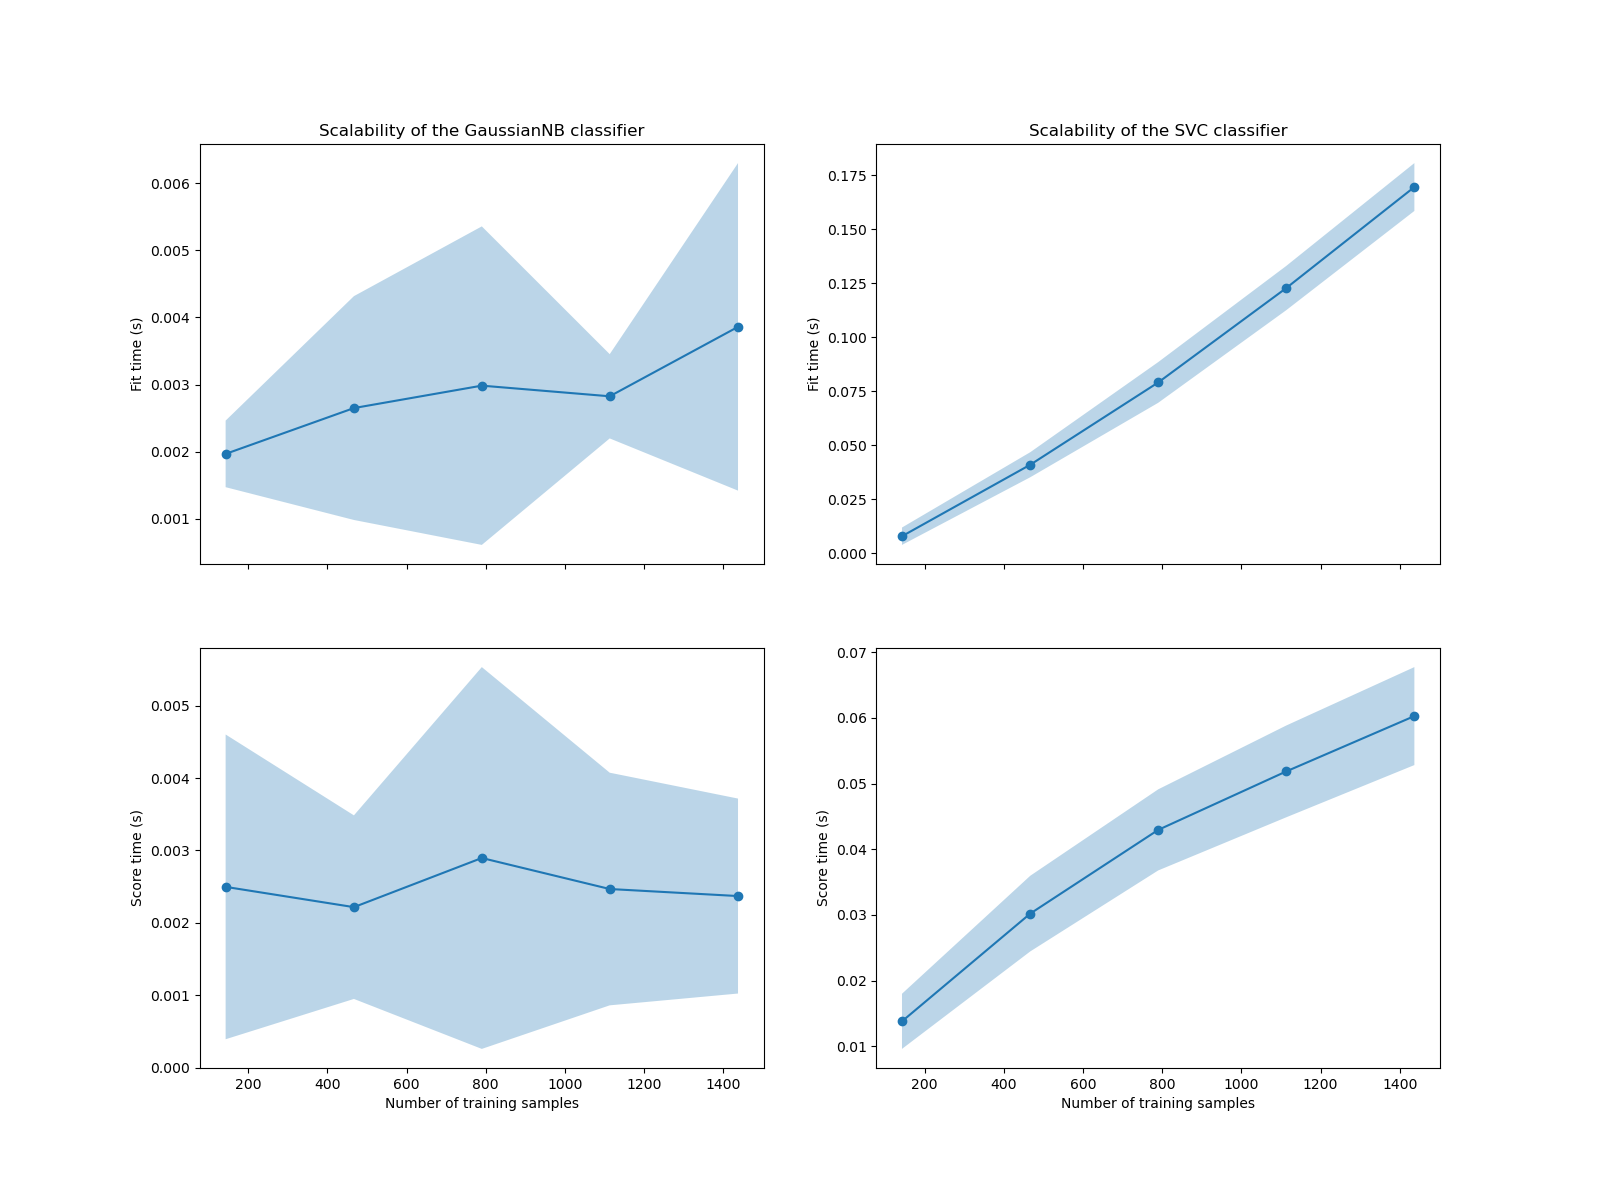 Scalability of the GaussianNB classifier
Fit time (s)
0.006
0.005
0.004
0.003
0.002
0.001
Scalability of the SVC classifier
Fit time (s)
0.175
0.150
0.125
0.100
0.075
0.050
0.025
0.000
Score time (s)
0.005
0.004
0.003
0.002
0.001
0.000
200 400 600 800 1000 1200 1400
Number of training samples
Score time (s)
0.07
0.06
0.05
0.04
0.03
0.02
0.01
200 400 600 800 1000 1200 1400
Number of training samples